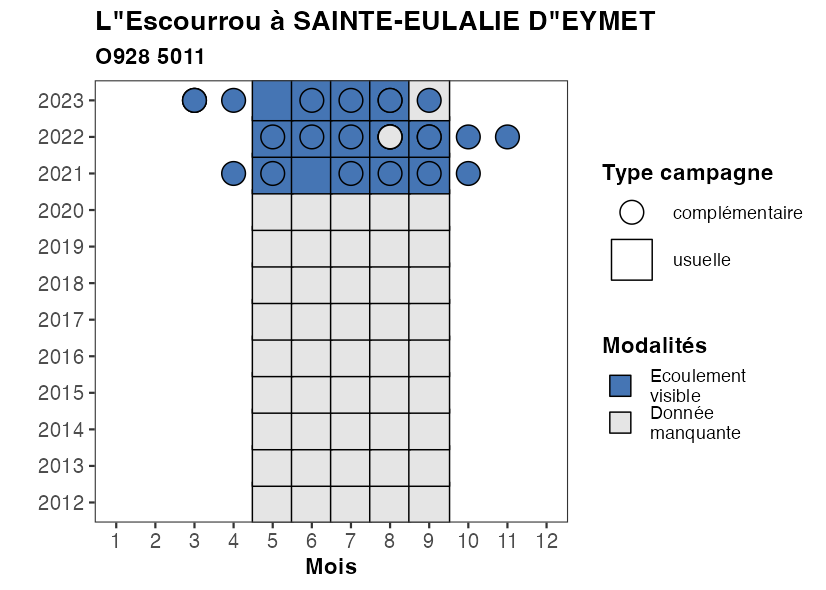 L"Escourrou à SAINTE-EULALIE D"EYMET
O928 5011
2023
2022
2021
2020
2019
2018
2017
2016
2015
2014
2013
2012
1 2 3 4 5 6 7 8 9 10 11 12
Mois
Type campagne
complémentaire
usuelle
Modalités
Ecoulement
visible
Donnée
manquante